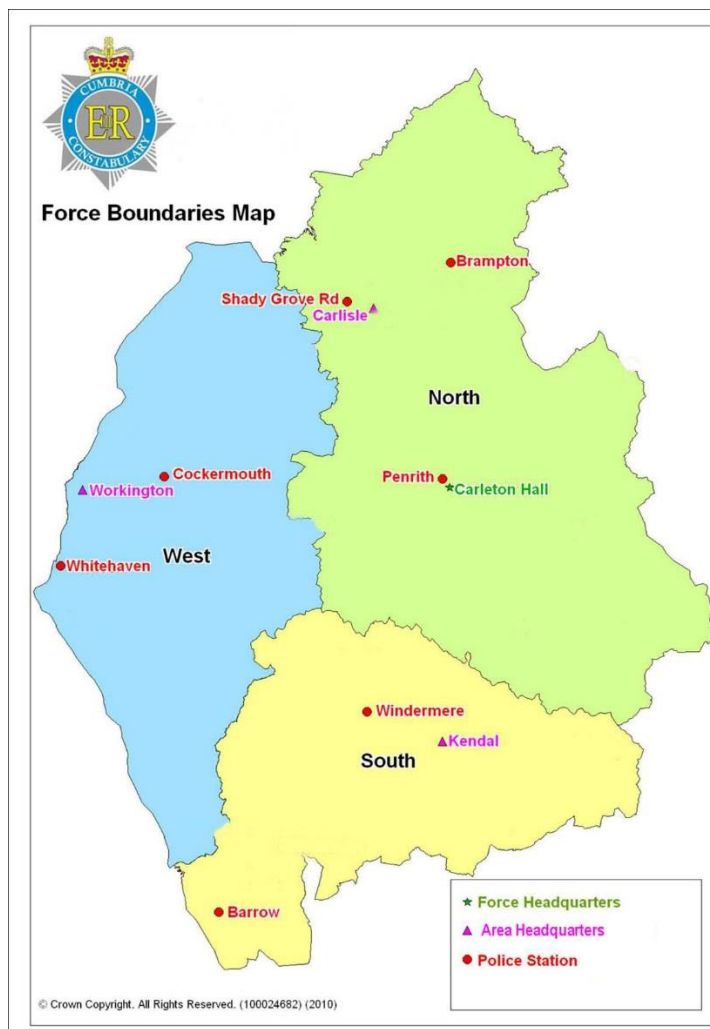 CUMBRIA
EiiR
CONSTABULARY
Force Boundaries Map
Brampton
Shady Grove Rd
Carlisle
North
Cockermouth
Penrith
Workington
Carleton Hall
West
Whitehaven
Windermere
Kendal
South
Barrow
Force Headquarters
Area Headquarters
Police Station
© Crown Copyright. All Rights Reserved. (100024682) (2010)